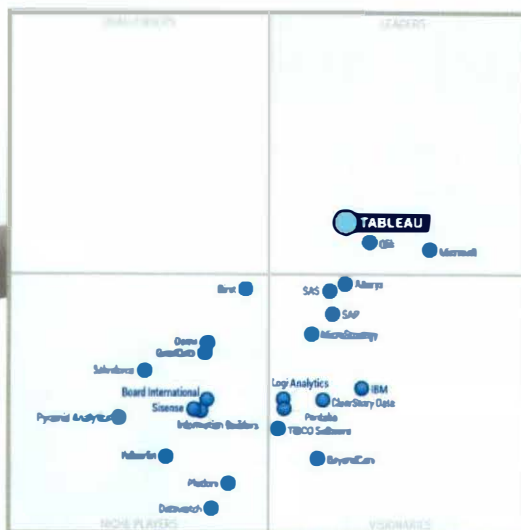 CHALLENGERS
LEADERS
TABLEAU
Qlik
Microsoft
Birst
SAS
Alteryx
SAP
MicroStrategy
Domo
GoodData
Salesforce
Board International
Sisense
Pyramid Analytics
Information Builders
Logi Analytics
IBM
ClearStory Data
Pentaho
TIBCO Software
Yellowfin
BeyondCore
Platfora
Datawatch
NICHE PLAYERS
VISIONARIES